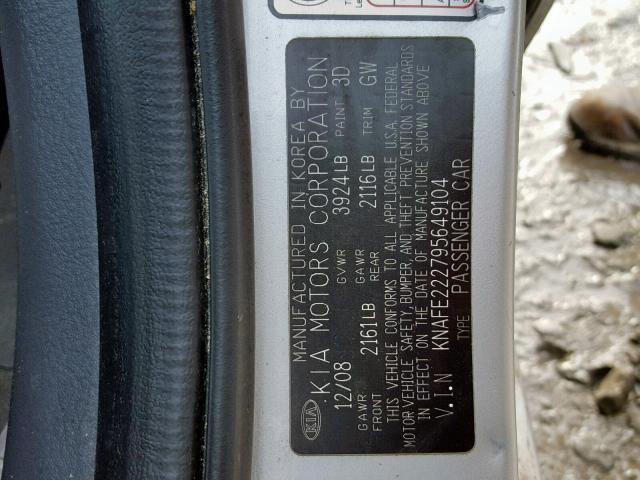 KIA
MANUFACTURED IN KOREA BY
KIA MOTORS CORPORATION
12/08 GVWR 3924LB PAINT 3D
GAWR FRONT 2161LB GAWR REAR 2116LB TRIM GW
THIS VEHICLE CONFORMS TO ALL APPLICABLE U.S.A. FEDERAL
MOTOR VEHICLE SAFETY, BUMPER, AND THEFT PREVENTION STANDARDS
IN EFFECT ON THE DATE OF MANUFACTURE SHOWN ABOVE
V.I.N KNAFE222795649104
TYPE PASSENGER CAR
KIA